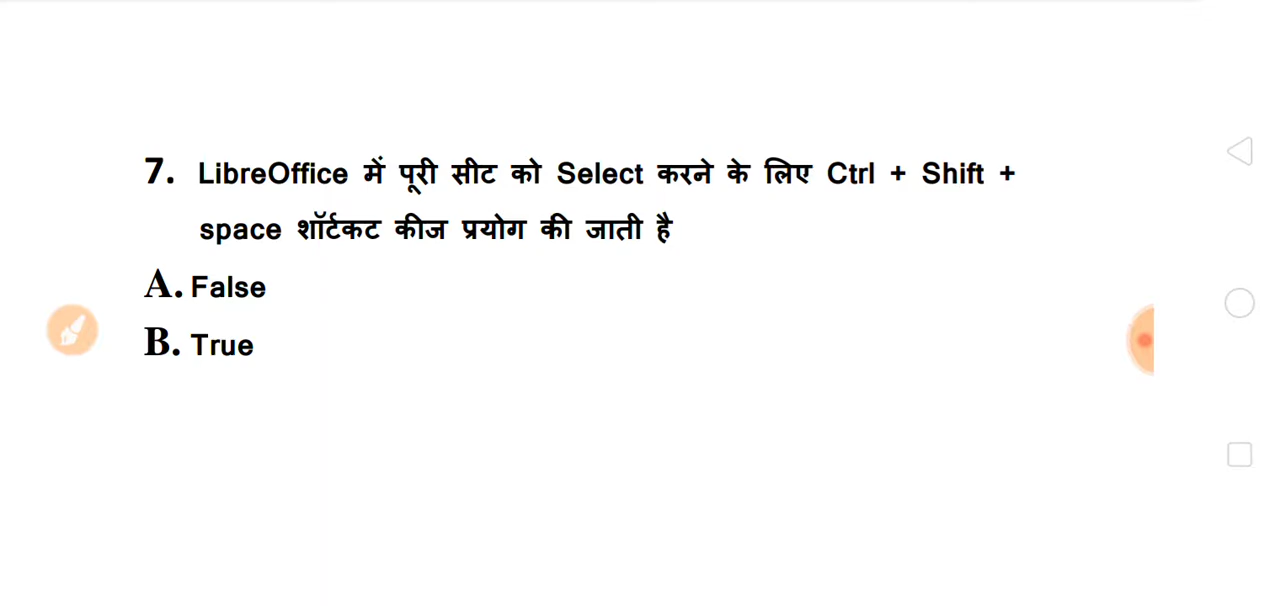 7. LibreOffice में पूरी सीट को Select करने के लिए Ctrl + Shift +
space शॉर्टकट कीज प्रयोग की जाती है
A. False
B. True